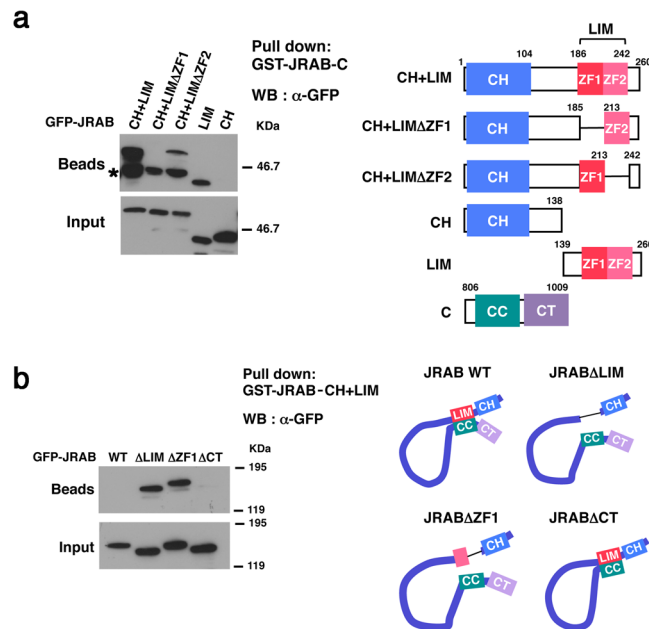 a
Pull down:
GST-JRAB-C
WB : α-GFP
GFP-JRAB
CH+LIM
CH+LIMΔZF1
CH+LIMΔZF2
LIM
CH
KDa
Beads
*
46.7
Input
46.7
LIM
1
104
186
242
260
CH+LIM
CH
ZF1
ZF2
185
213
CH+LIMΔZF1
CH
ZF2
213
242
CH+LIMΔZF2
CH
ZF1
138
CH
CH
139
260
LIM
ZF1
ZF2
806
1009
C
CC
CT
b
Pull down:
GST-JRAB-CH+LIM
WB : α-GFP
KDa
GFP-JRAB
WT
ΔLIM
ΔZF1
ΔCT
195
Beads
119
195
Input
119
JRAB WT
LIM
CH
CC
CT
JRABΔLIM
CH
CC
CT
JRABΔZF1
CH
CC
CT
JRABΔCT
LIM
CH
CC